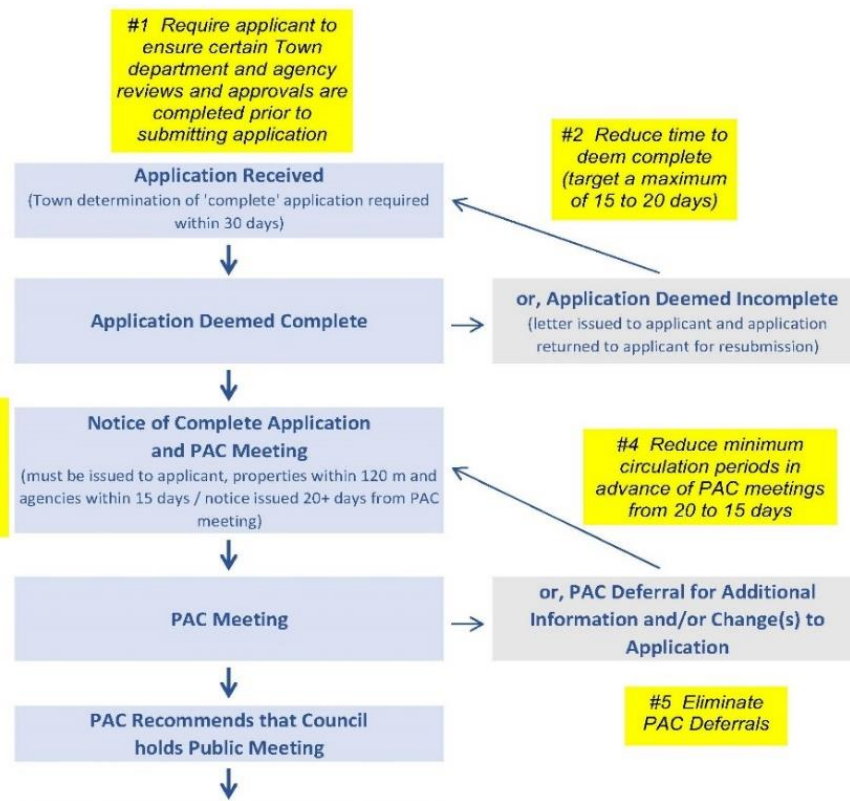 #1 Require applicant to
ensure certain Town
department and agency
reviews and approvals are
completed prior to
submitting application
#2 Reduce time to
deem complete
(target a maximum
of 15 to 20 days)
Application Received
(Town determination of 'complete' application required
within 30 days)
Application Deemed Complete
or, Application Deemed Incomplete
(letter issued to applicant and application
returned to applicant for resubmission)
Notice of Complete Application
and PAC Meeting
(must be issued to applicant, properties within 120 m and
agencies within 15 days / notice issued 20+ days from PAC
meeting)
#4 Reduce minimum
circulation periods in
advance of PAC meetings
from 20 to 15 days
PAC Meeting
or, PAC Deferral for Additional
Information and/or Change(s) to
Application
#5 Eliminate
PAC Deferrals
PAC Recommends that Council
holds Public Meeting